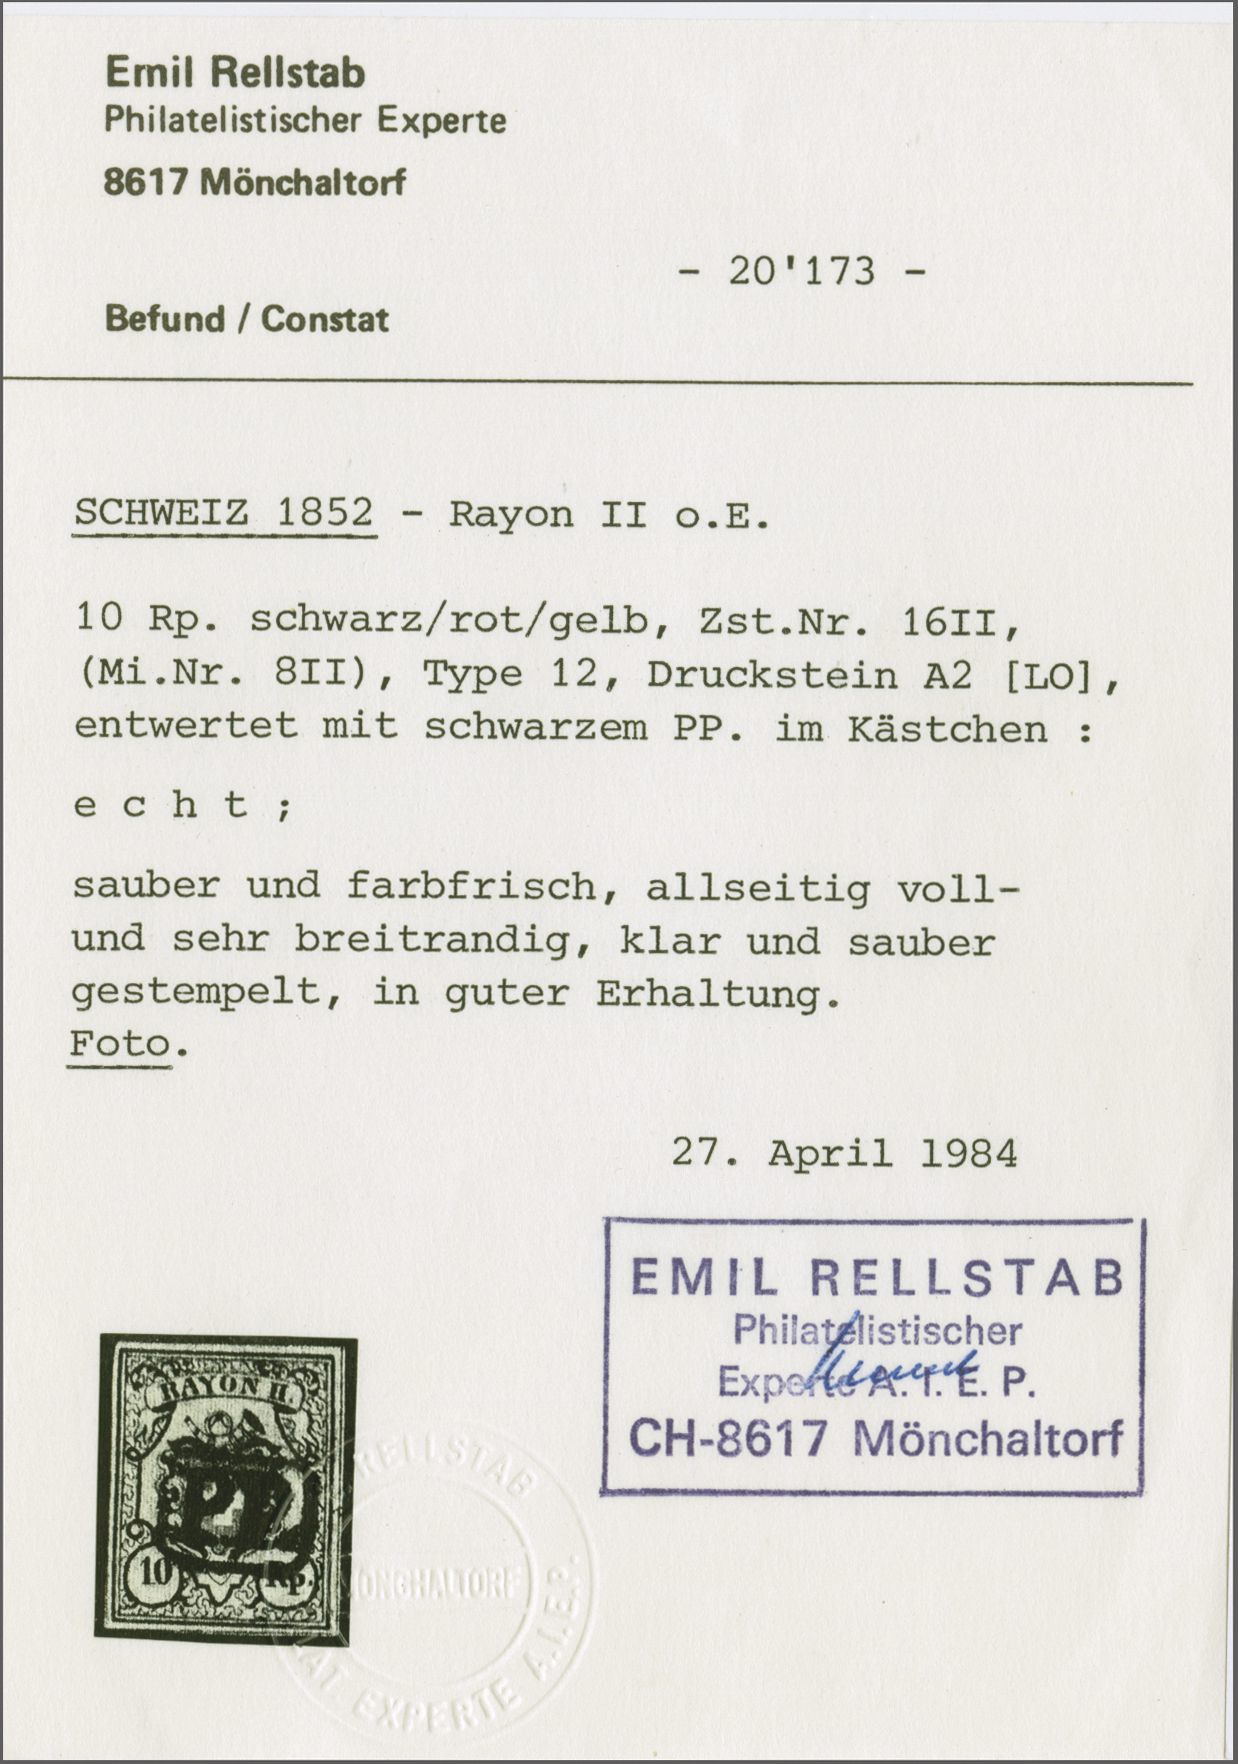 Emil Rellstab
Philatelistischer Experte
8617 Mönchaltorf
- 20'173 -
Befund / Constat
SCHWEIZ 1852 - Rayon II o.E.
10 Rp. schwarz/rot/gelb, Zst.Nr. 16II,
(Mi.Nr. 8II), Type 12, Druckstein A2 [LO],
entwertet mit schwarzem PP. im Kästchen :
e c h t ;
sauber und farbfrisch, allseitig voll-
und sehr breitrandig, klar und sauber
gestempelt, in guter Erhaltung.
Foto.
27. April 1984
EMIL RELLSTAB
Philatelistischer
Experte A. I. E. P.
CH-8617 Mönchaltorf
RAYON II.
PP.
10 Rp.
RELLSTAB
MÖNCHALTORF
EXPERTE A.I.E.P.